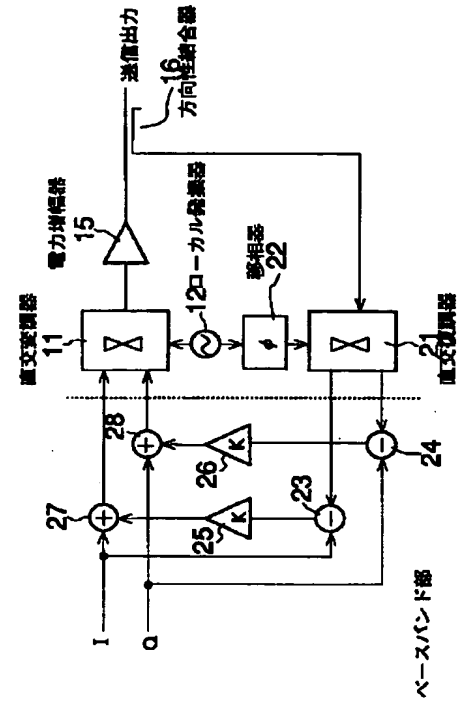 直交変調器
11
電力増幅器
15
送信出力
16
方向性結合器
12
ローカル発振器
移相器
22
φ
21
直交復調器
27
+
28
+
26
K
25
K
23
−
24
−
I
Q
ベースバンド部